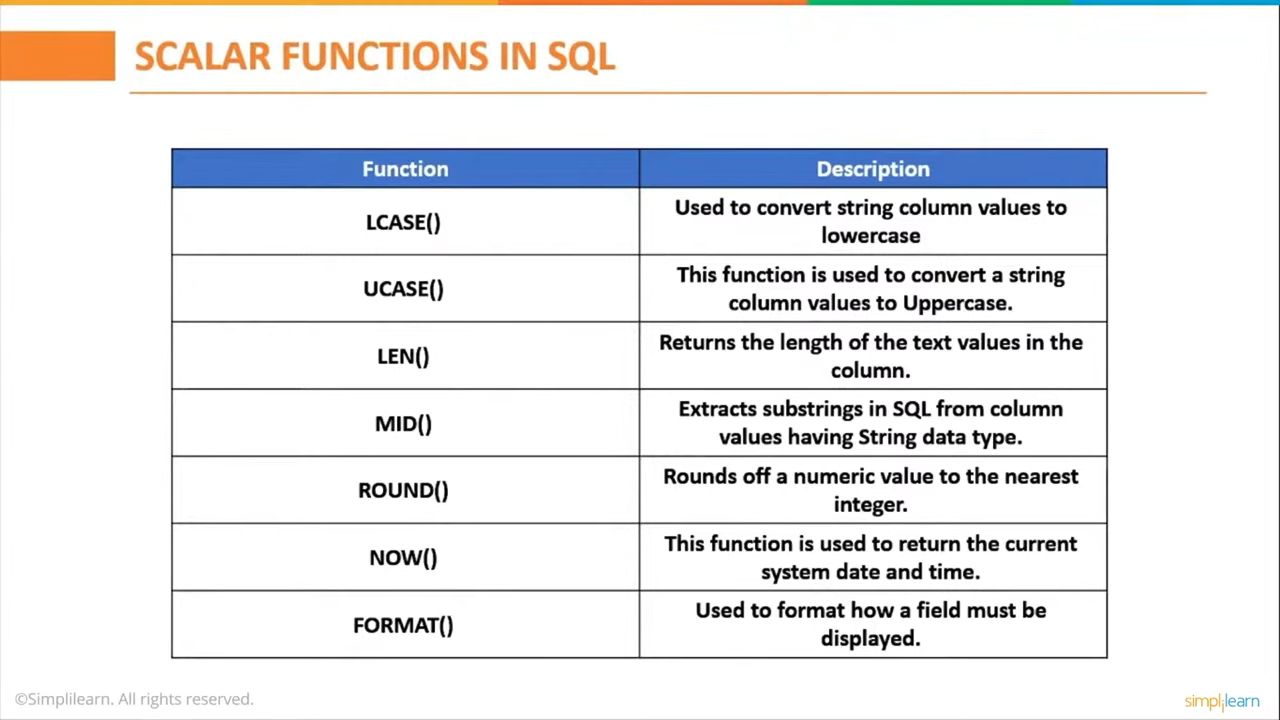 SCALAR FUNCTIONS IN SQL
Function
Description
LCASE()
Used to convert string column values to
lowercase
UCASE()
This function is used to convert a string
column values to Uppercase.
LEN()
Returns the length of the text values in the
column.
MID()
Extracts substrings in SQL from column
values having String data type.
ROUND()
Rounds off a numeric value to the nearest
integer.
NOW()
This function is used to return the current
system date and time.
FORMAT()
Used to format how a field must be
displayed.
©Simplilearn. All rights reserved.
simplilearn